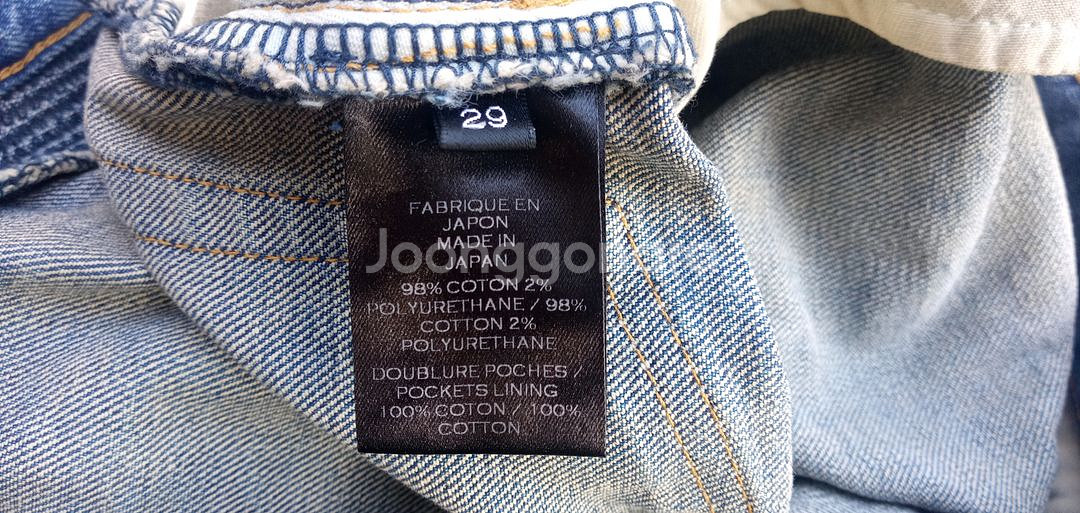 29
FABRIQUE EN
JAPON
MADE IN
JAPAN
98% COTON 2%
POLYURETHANE / 98%
COTTON 2%
POLYURETHANE
DOUBLURE POCHES /
POCKETS LINING
100% COTON / 100%
COTTON